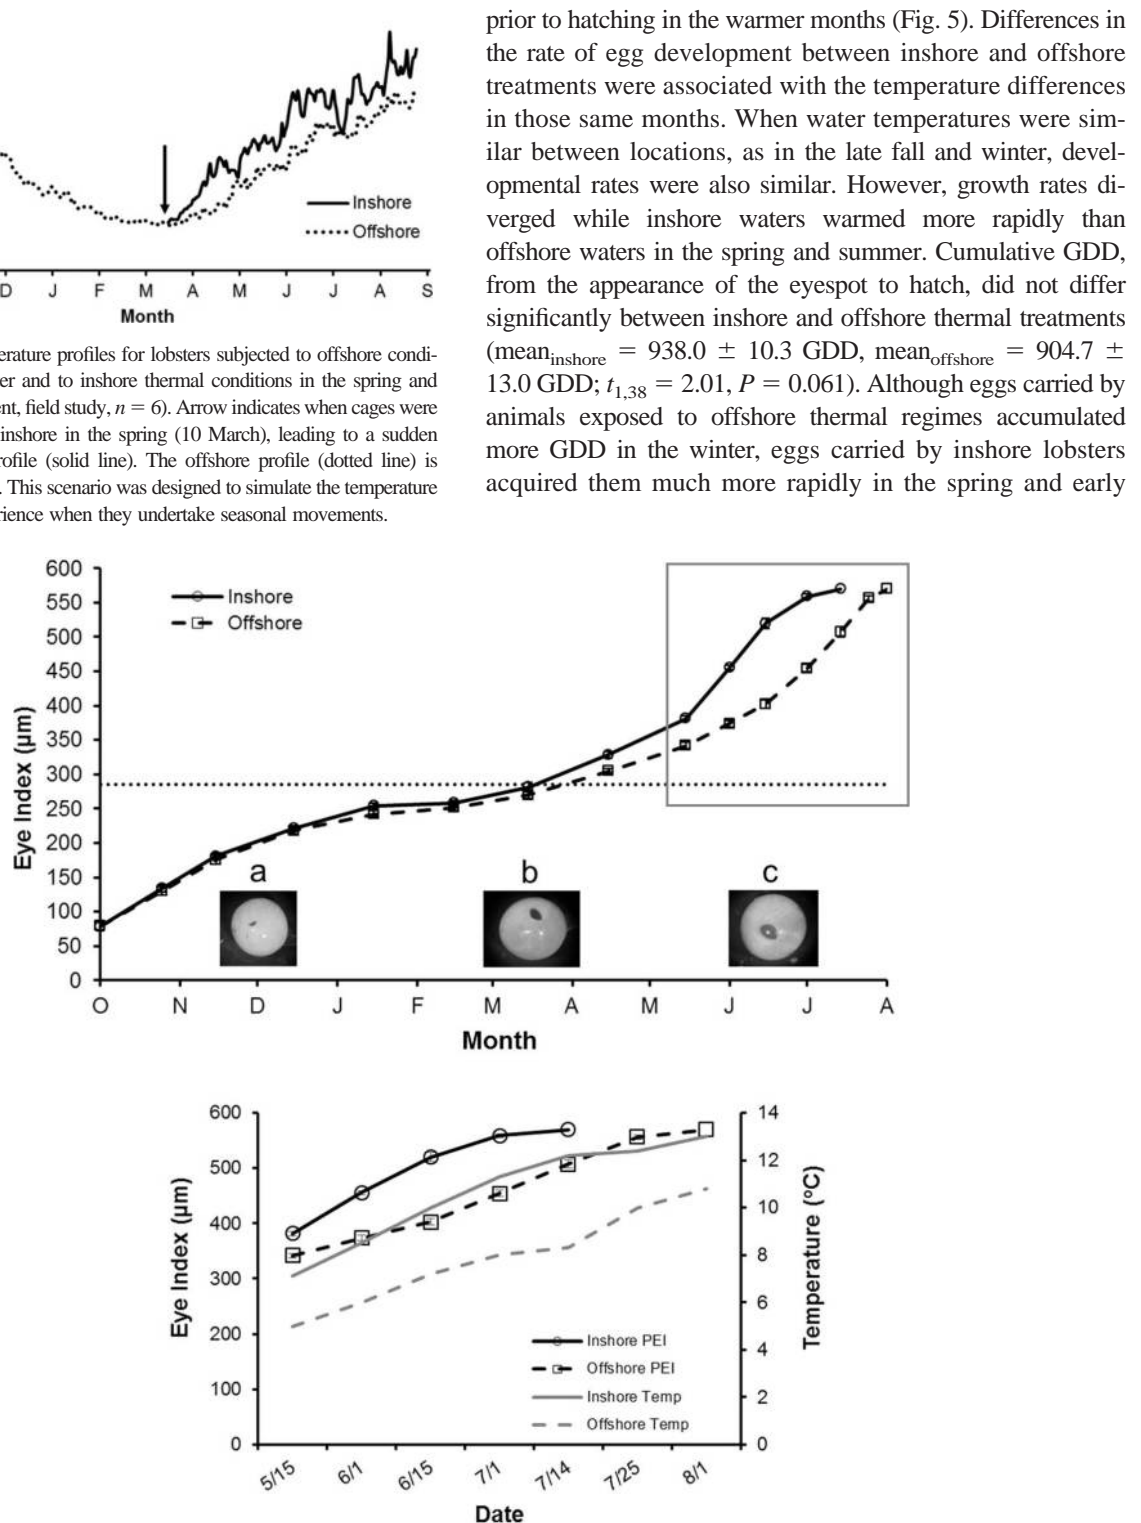 Inshore
Offshore
D J F M A M J J A S
Month
erature profiles for lobsters subjected to offshore condi-
er and to inshore thermal conditions in the spring and
ent, field study, n = 6). Arrow indicates when cages were
inshore in the spring (10 March), leading to a sudden
rofile (solid line). The offshore profile (dotted line) is
. This scenario was designed to simulate the temperature
rience when they undertake seasonal movements.
prior to hatching in the warmer months (Fig. 5). Differences in
the rate of egg development between inshore and offshore
treatments were associated with the temperature differences
in those same months. When water temperatures were sim-
ilar between locations, as in the late fall and winter, devel-
opmental rates were also similar. However, growth rates di-
verged while inshore waters warmed more rapidly than
offshore waters in the spring and summer. Cumulative GDD,
from the appearance of the eyespot to hatch, did not differ
significantly between inshore and offshore thermal treatments
(mean_inshore = 938.0 ± 10.3 GDD, mean_offshore = 904.7 ±
13.0 GDD; t_1,38 = 2.01, P = 0.061). Although eggs carried by
animals exposed to offshore thermal regimes accumulated
more GDD in the winter, eggs carried by inshore lobsters
acquired them much more rapidly in the spring and early
Eye Index (µm)
600
550
500
450
400
350
300
250
200
150
100
50
0
Inshore
Offshore
a b c
O N D J F M A M J J A
Month
Eye Index (µm)
600
500
400
300
200
100
0
Inshore PEI
Offshore PEI
Inshore Temp
Offshore Temp
14
12
10
8
6
4
2
0
Temperature (°C)
5/15 6/1 6/15 7/1 7/14 7/25 8/1
Date